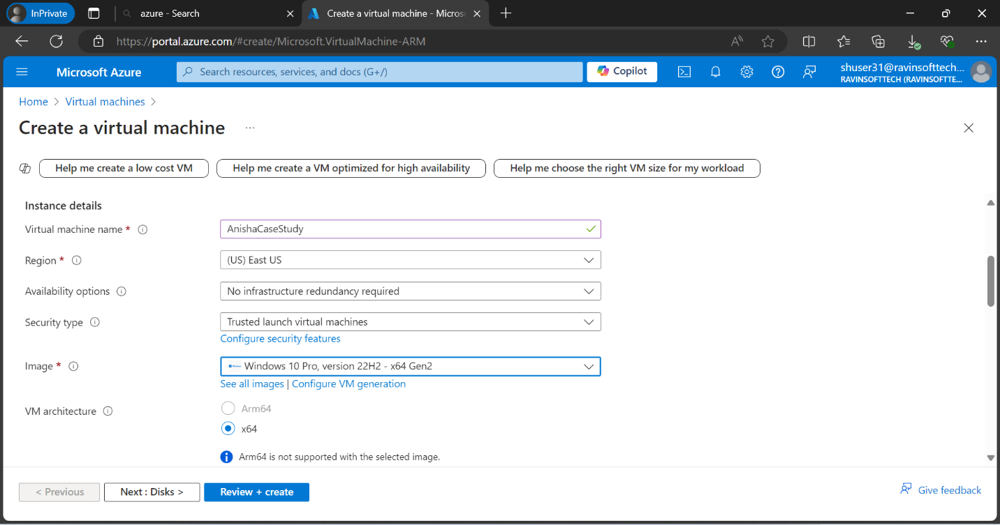 InPrivate
azure - Search
Create a virtual machine - Micros
https://portal.azure.com/#create/Microsoft.VirtualMachine-ARM
Microsoft Azure
Search resources, services, and docs (G+/)
Copilot
shuser31@ravinsofttech...
RAVINSOFTTECH (RAVINSOFTTE...
Home > Virtual machines >
Create a virtual machine ...
Help me create a low cost VM
Help me create a VM optimized for high availability
Help me choose the right VM size for my workload
Instance details
Virtual machine name *
AnishaCaseStudy
Region *
(US) East US
Availability options
No infrastructure redundancy required
Security type
Trusted launch virtual machines
Configure security features
Image *
Windows 10 Pro, version 22H2 - x64 Gen2
See all images | Configure VM generation
VM architecture
Arm64
x64
Arm64 is not supported with the selected image.
< Previous
Next : Disks >
Review + create
Give feedback